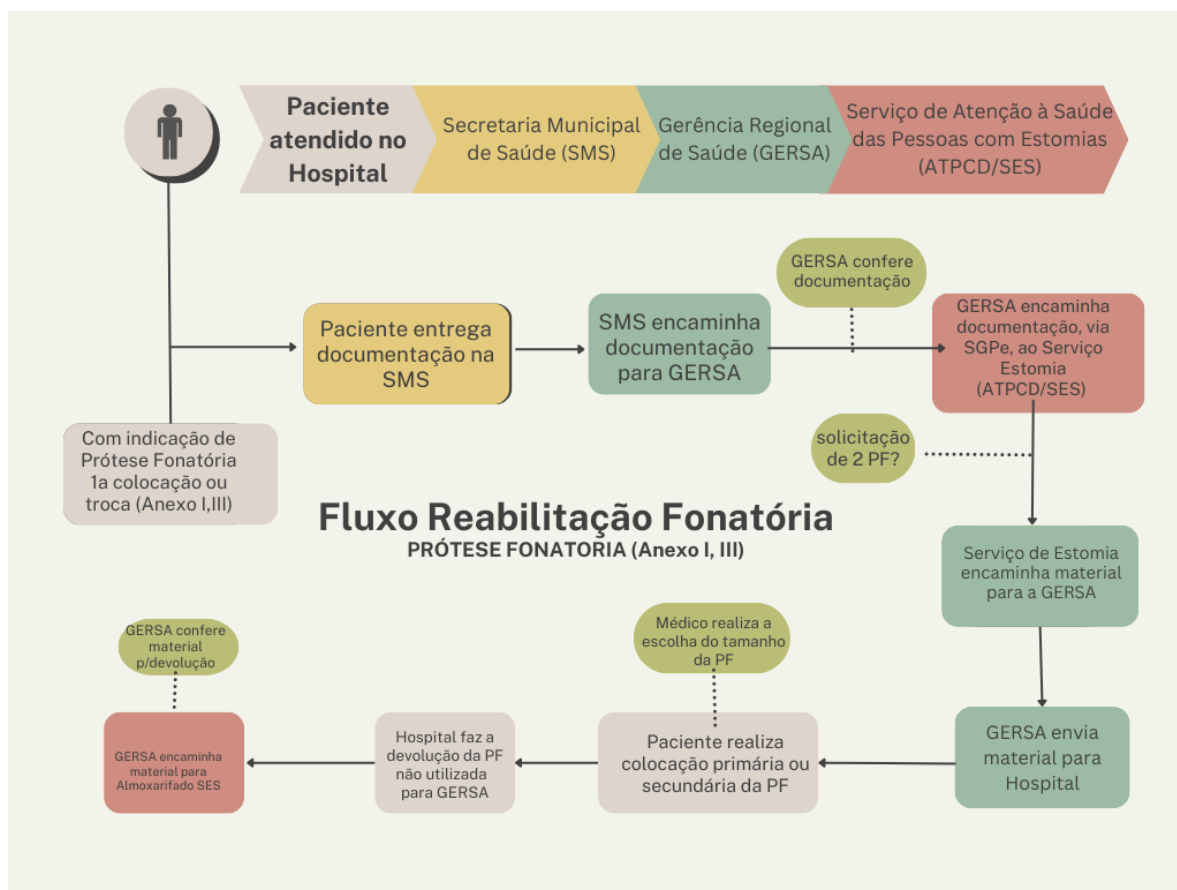 Paciente
atendido no
Hospital
Secretaria Municipal
de Saúde (SMS)
Gerência Regional
de Saúde (GERSA)
Serviço de Atenção à Saúde
das Pessoas com Estomias
(ATPCD/SES)
GERSA confere
documentação
Paciente entrega
documentação na
SMS
SMS encaminha
documentação
para GERSA
GERSA encaminha
documentação, via
SGPe, ao Serviço
Estomia
(ATPCD/SES)
Com indicação de
Prótese Fonatória
1a colocação ou
troca (Anexo I,III)
solicitação
de 2 PF?
Fluxo Reabilitação Fonatória
PRÓTESE FONATORIA (Anexo I, III)
Serviço de Estomia
encaminha material
para a GERSA
GERSA confere
material
p/devolução
Médico realiza a
escolha do tamanho
da PF
GERSA encaminha
material para
Almoxarifado SES
Hospital faz a
devolução da PF
não utilizada
para GERSA
Paciente realiza
colocação primária ou
secundária da PF
GERSA envia
material para
Hospital